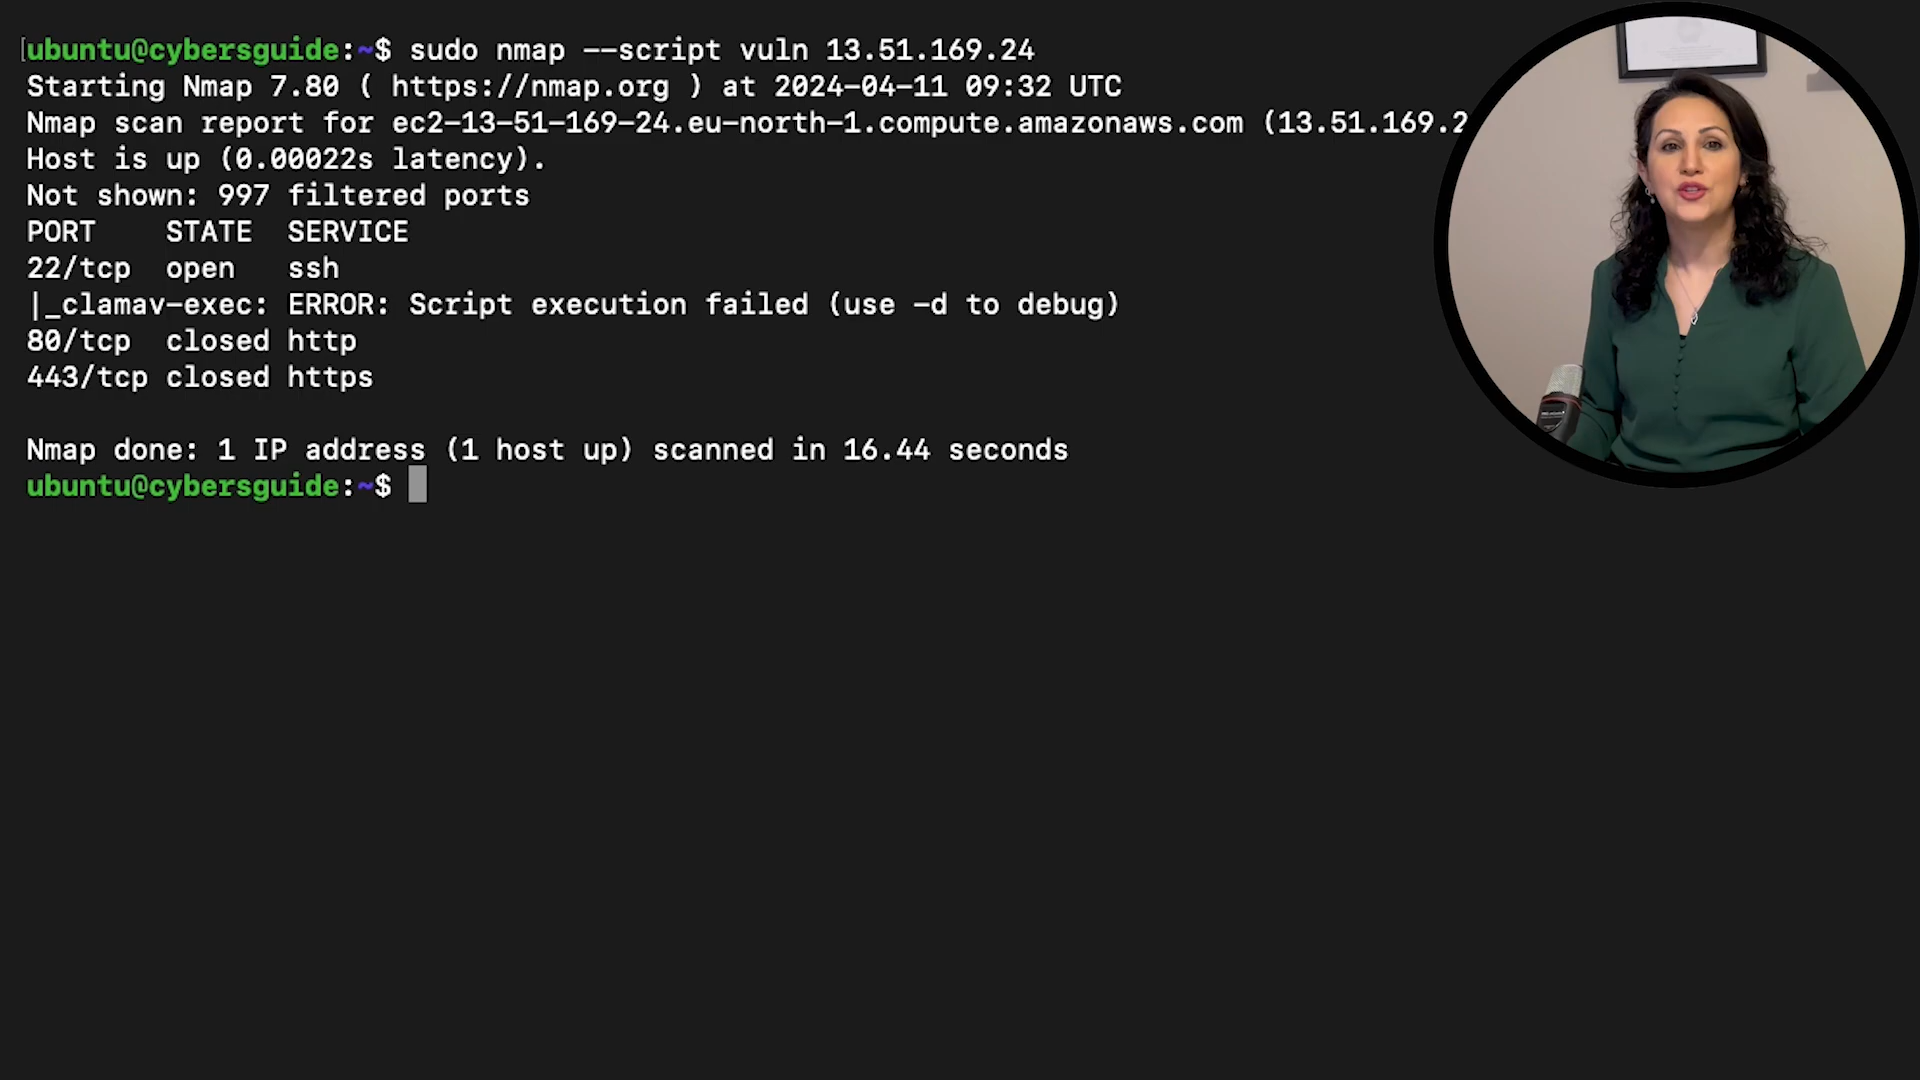 ubuntu@cybersguide:~$ sudo nmap --script vuln 13.51.169.24
Starting Nmap 7.80 ( https://nmap.org ) at 2024-04-11 09:32 UTC
Nmap scan report for ec2-13-51-169-24.eu-north-1.compute.amazonaws.com (13.51.169.2
Host is up (0.00022s latency).
Not shown: 997 filtered ports
PORT    STATE  SERVICE
22/tcp  open   ssh
|_clamav-exec: ERROR: Script execution failed (use -d to debug)
80/tcp  closed http
443/tcp closed https
Nmap done: 1 IP address (1 host up) scanned in 16.44 seconds
ubuntu@cybersguide:~$